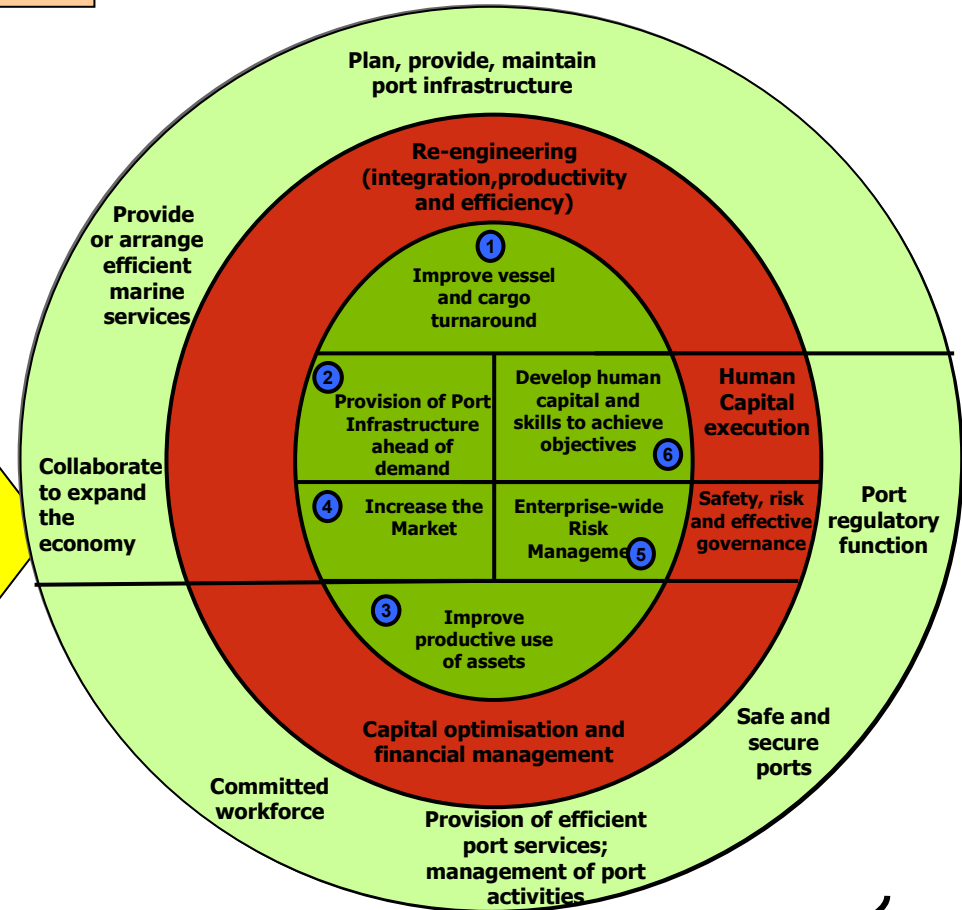 Plan, provide, maintain
port infrastructure
Re-engineering
(integration,productivity
and efficiency)
Provide
or arrange
efficient
marine
services
1
Improve vessel
and cargo
turnaround
2
Provision of Port
Infrastructure
ahead of
demand
Develop human
capital and
skills to achieve
objectives
6
Human
Capital
execution
Collaborate
to expand
the
economy
4
Increase the
Market
Enterprise-wide
Risk
Manageme
5
Safety, risk
and effective
governance
Port
regulatory
function
3
Improve
productive use
of assets
Capital optimisation and
financial management
Safe and
secure
ports
Committed
workforce
Provision of efficient
port services;
management of port
activities